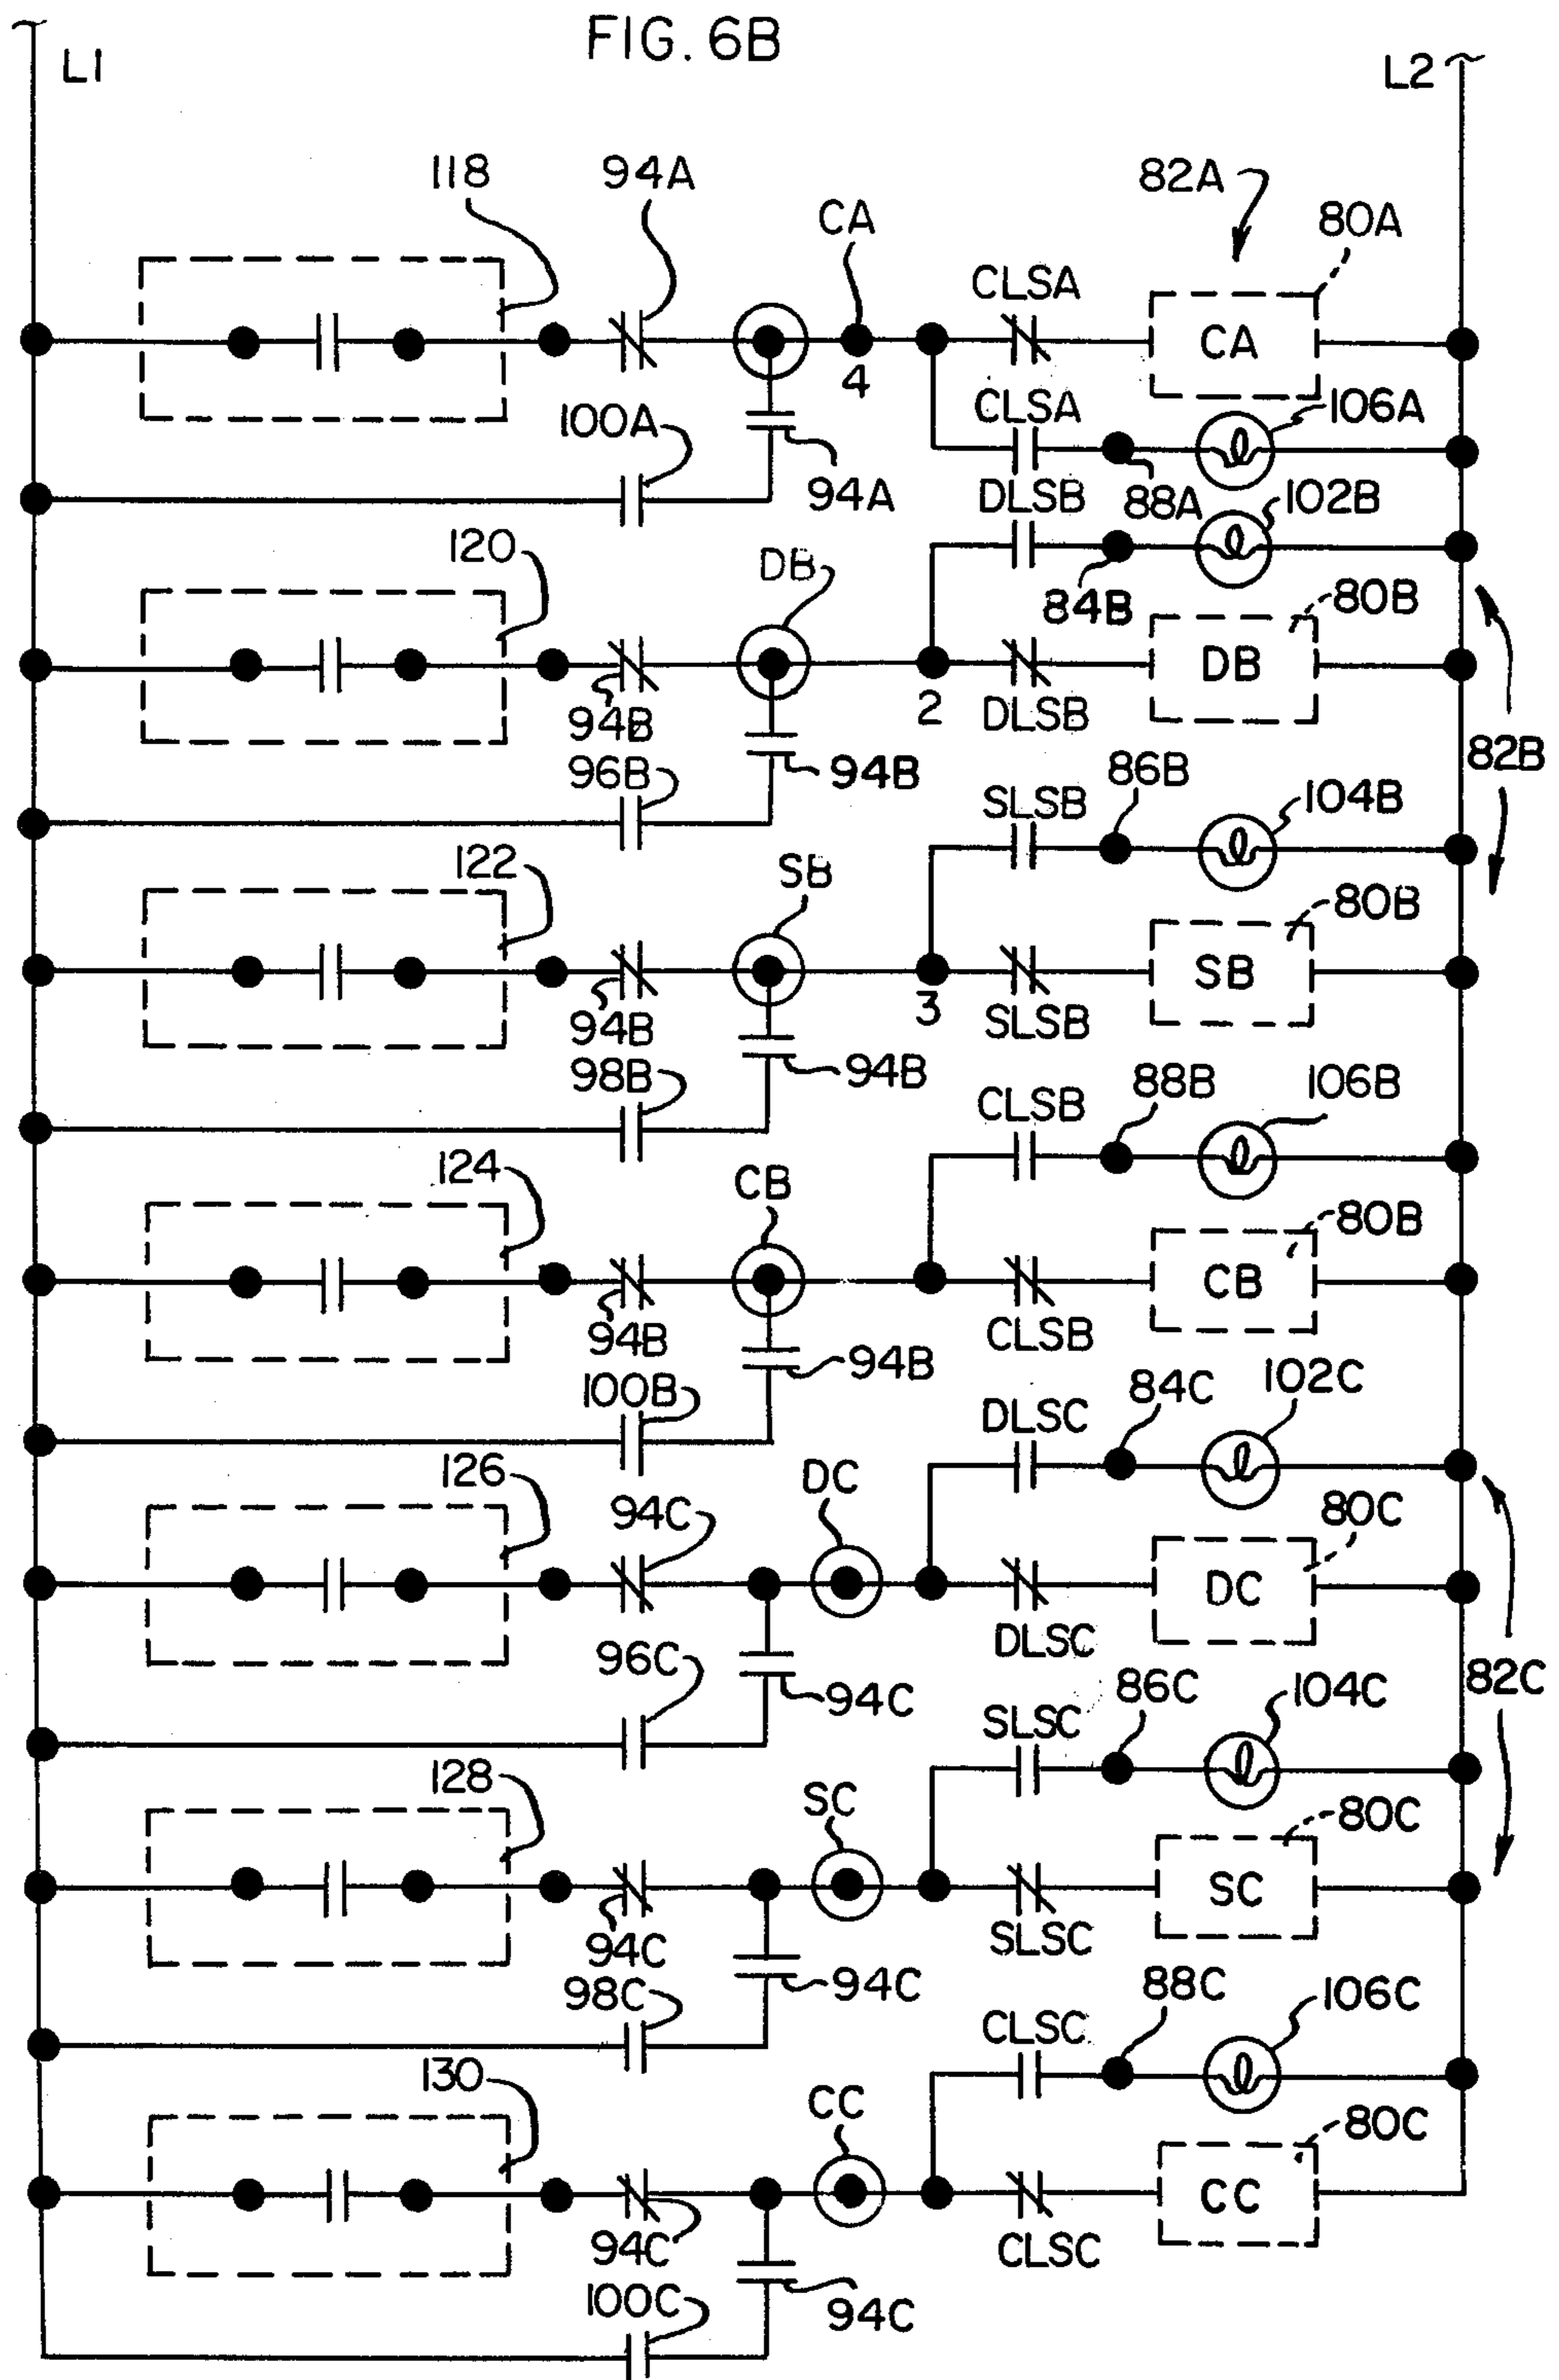 FIG. 6B
L1
L2
118
94A
CA
82A
80A
CLSA
CA
4
CLSA
106A
100A
94A
88A
DLSB
102B
120
DB
84B
80B
DB
94B
2
DLSB
82B
96B
94B
86B
SLSB
104B
122
SB
80B
SB
94B
3
SLSB
98B
94B
88B
106B
CLSB
124
CB
80B
CB
94B
CLSB
94B
100B
84C
102C
DLSC
126
94C
DC
80C
DC
DLSC
96C
94C
82C
86C
104C
SLSC
128
SC
80C
SC
94C
SLSC
98C
94C
88C
106C
CLSC
130
CC
80C
CC
94C
CLSC
100C
94C